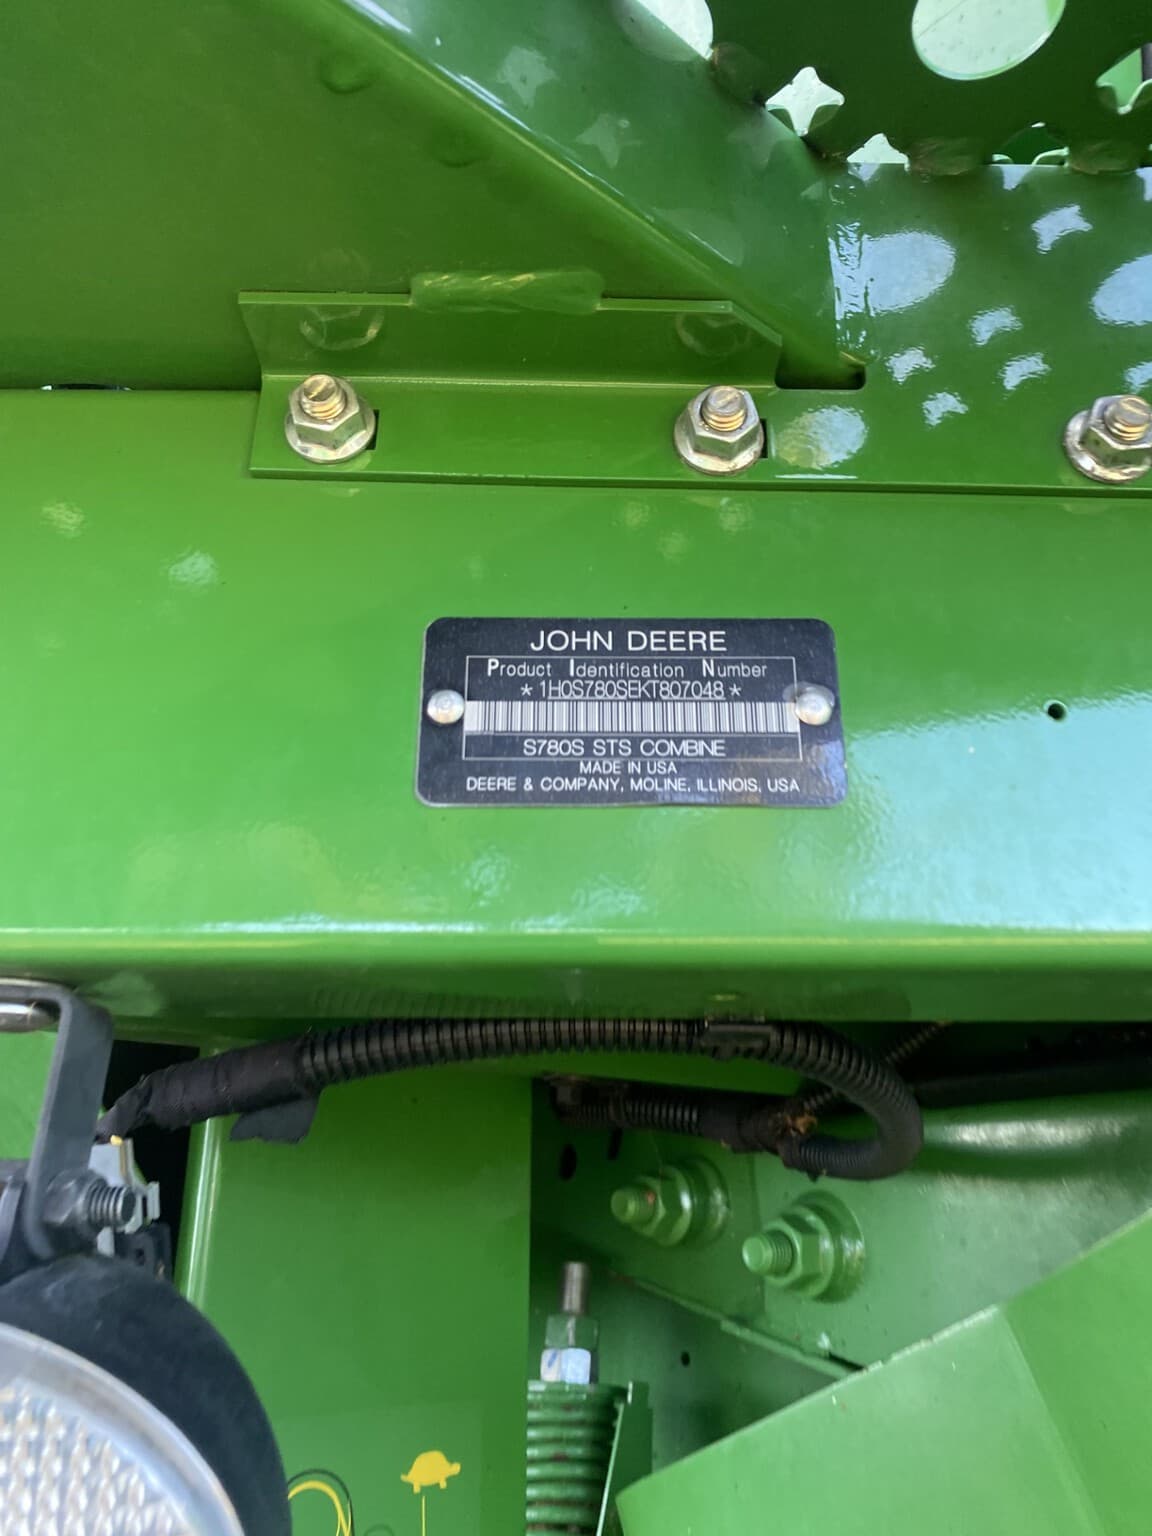 JOHN DEERE
Product Identification Number
*1H0S780SEKT807048*
S780S STS COMBINE
MADE IN USA
DEERE & COMPANY, MOLINE, ILLINOIS, USA